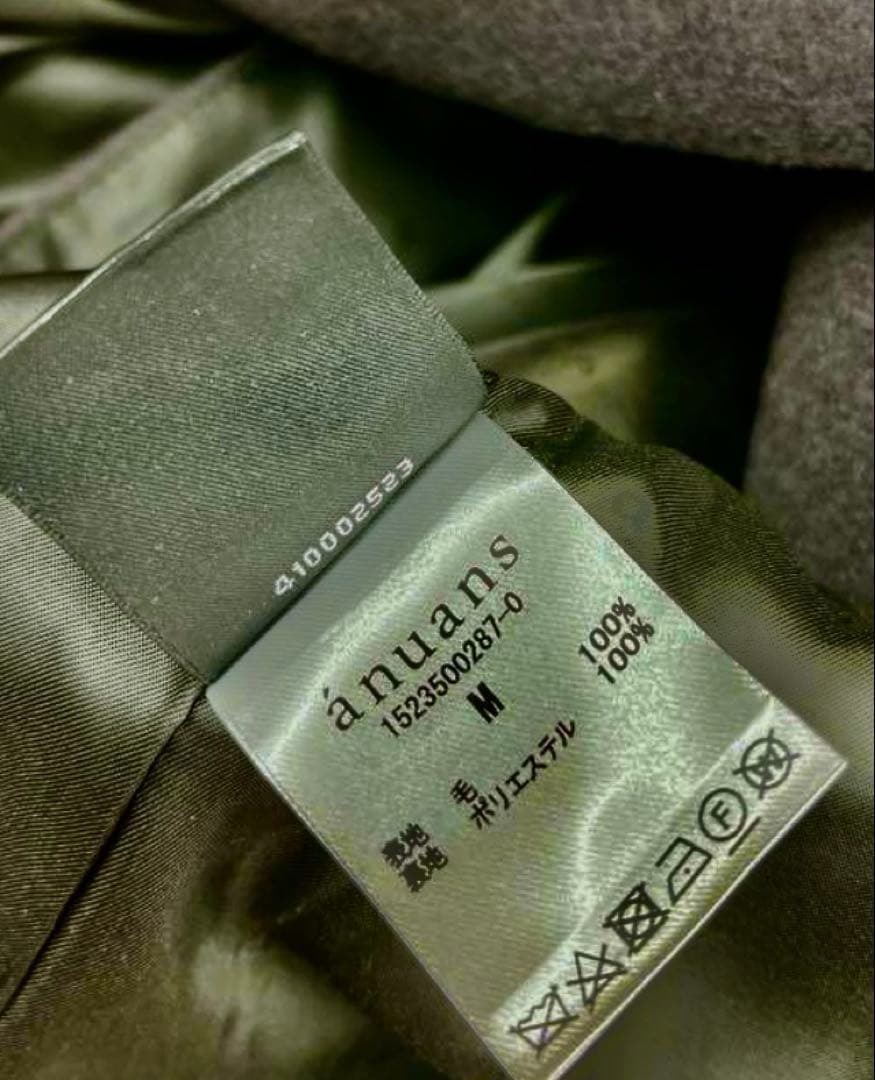 410002523
ánuans
1523500287-0
M
表地 毛 100%
裏地 ポリエステル 100%
F
W